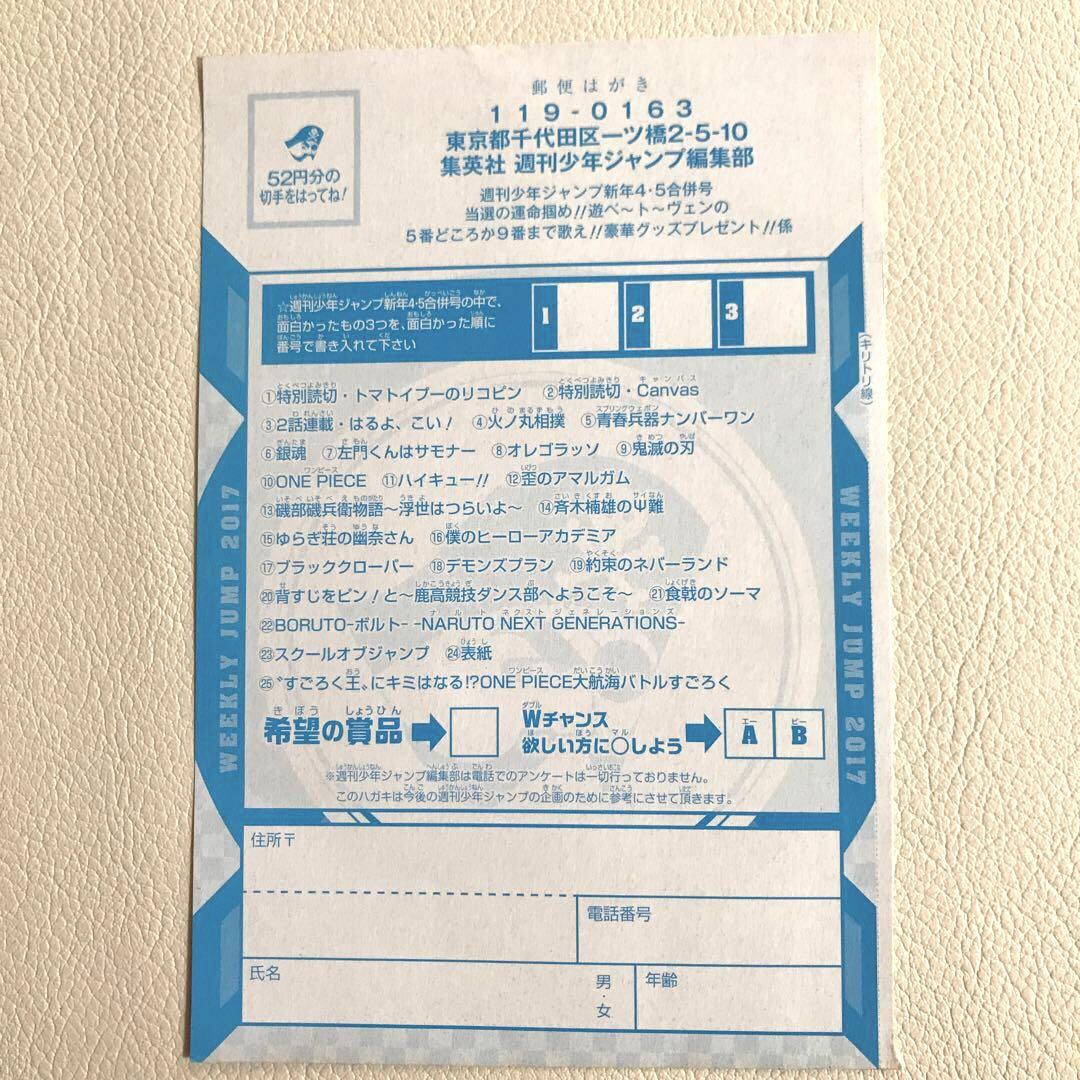 郵便はがき
119-0163
東京都千代田区一ツ橋2-5-10
集英社 週刊少年ジャンプ編集部
52円分の
切手をはってね!
週刊少年ジャンプ新年4・5合併号
当選の運命掴め!!遊べ〜ト〜ヴェンの
5番どころか9番まで歌え!!豪華グッズプレゼント!!係
(キリトリ線)
☆週刊少年ジャンプ新年4・5合併号の中で、
面白かったもの3つを、面白かった順に
番号で書き入れて下さい
1 2 3
①特別読切・トマトイプーのリコピン ②特別読切・Canvas
③2話連載・はるよ、こい! ④火ノ丸相撲 ⑤青春兵器ナンバーワン
⑥銀魂 ⑦左門くんはサモナー ⑧オレゴラッソ ⑨鬼滅の刃
⑩ONE PIECE ⑪ハイキュー!! ⑫歪のアマルガム
⑬磯部磯兵衛物語〜浮世はつらいよ〜 ⑭斉木楠雄のΨ難
⑮ゆらぎ荘の幽奈さん ⑯僕のヒーローアカデミア
⑰ブラッククローバー ⑱デモンズプラン ⑲約束のネバーランド
⑳背すじをピン!と〜鹿高競技ダンス部へようこそ〜 ㉑食戟のソーマ
㉒BORUTO-ボルト- -NARUTO NEXT GENERATIONS-
㉓スクールオブジャンプ ㉔表紙
㉕〝すごろく王〟にキミはなる!?ONE PIECE大航海バトルすごろく
希望の賞品
Wチャンス
欲しい方に○しよう
A B
※週刊少年ジャンプ編集部は電話でのアンケートは一切行っておりません。
このハガキは今後の週刊少年ジャンプの企画のために参考にさせて頂きます。
WEEKLY JUMP 2017
WEEKLY JUMP 2017
住所〒
電話番号
氏名
男・女
年齢